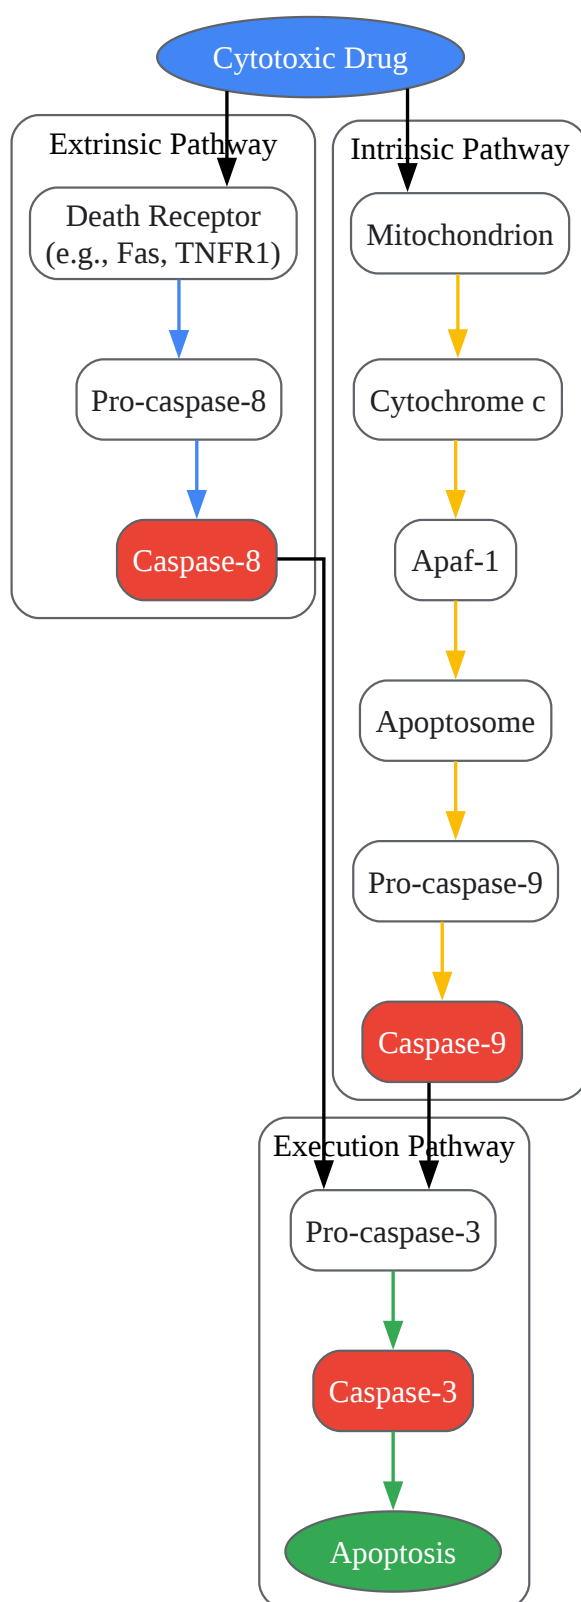 Cytotoxic Drug
Extrinsic Pathway
Death Receptor
(e.g., Fas, TNFR1)
Pro-caspase-8
Caspase-8
Intrinsic Pathway
Mitochondrion
Cytochrome c
Apaf-1
Apoptosome
Pro-caspase-9
Caspase-9
Execution Pathway
Pro-caspase-3
Caspase-3
Apoptosis